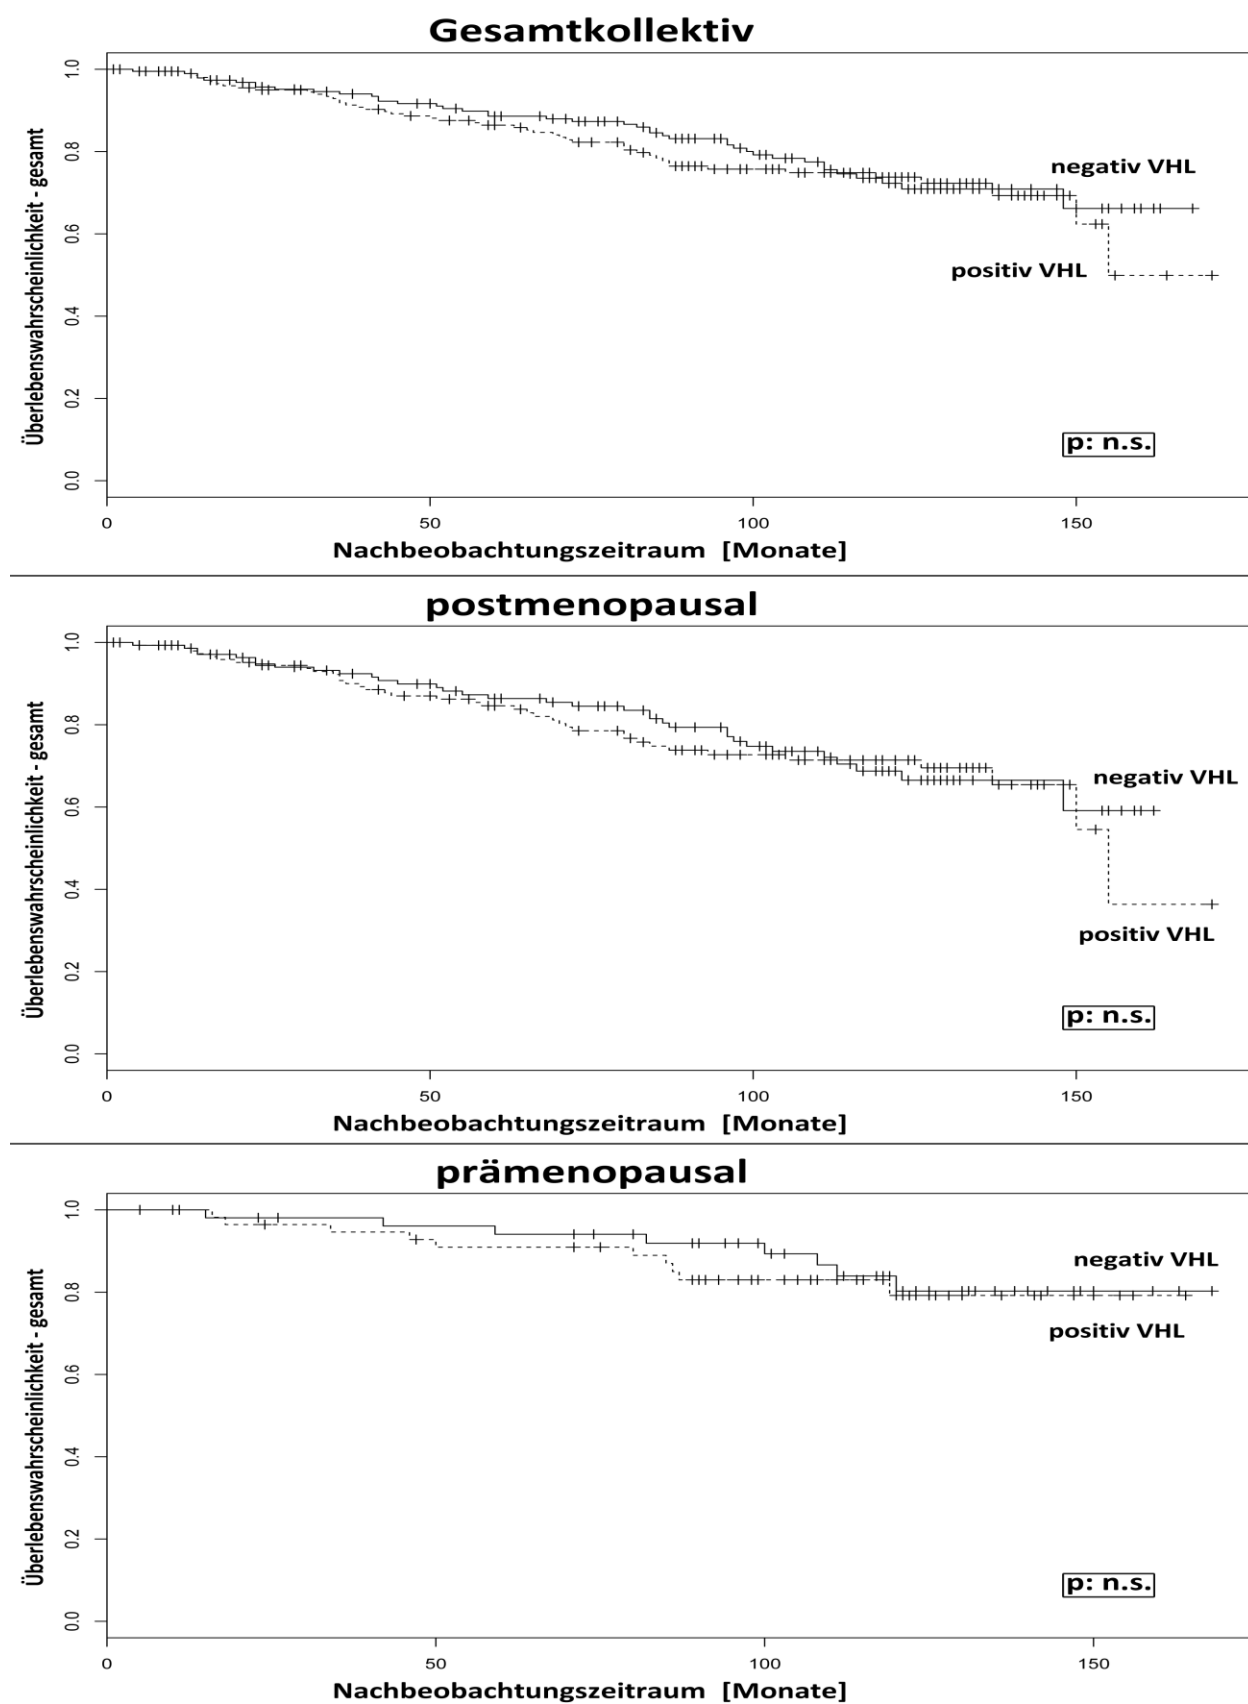 Gesamtkollektiv
Überlebenswahrscheinlichkeit - gesamt
1.0
0.8
0.6
0.4
0.2
0.0
negativ VHL
positiv VHL
p: n.s.
0 50 100 150
Nachbeobachtungszeitraum [Monate]
postmenopausal
Überlebenswahrscheinlichkeit - gesamt
1.0
0.8
0.6
0.4
0.2
0.0
negativ VHL
positiv VHL
p: n.s.
0 50 100 150
Nachbeobachtungszeitraum [Monate]
prämenopausal
Überlebenswahrscheinlichkeit - gesamt
1.0
0.8
0.6
0.4
0.2
0.0
negativ VHL
positiv VHL
p: n.s.
0 50 100 150
Nachbeobachtungszeitraum [Monate]